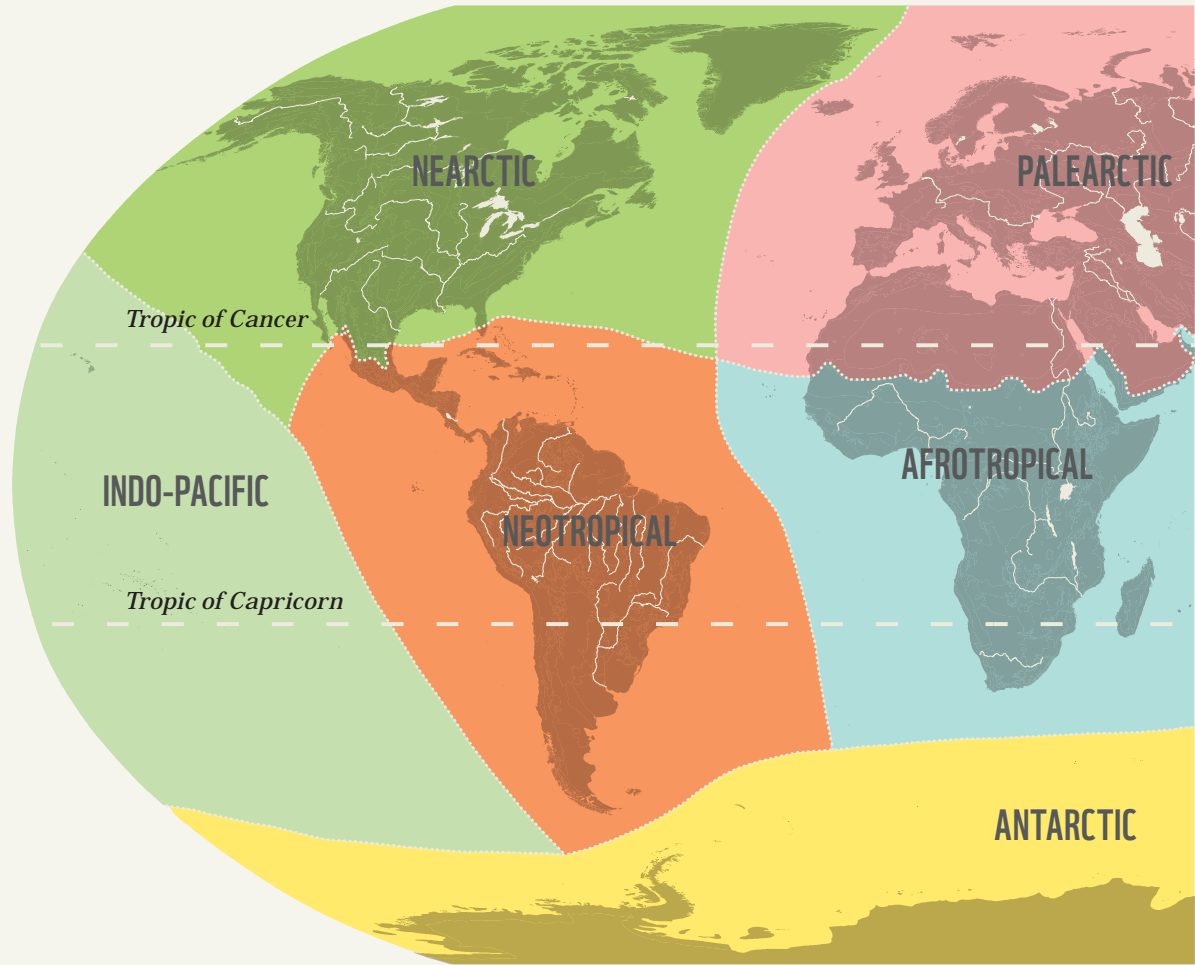 NEARCTIC
PALEARCTIC
Tropic of Cancer
AFROTROPICAL
INDO-PACIFIC
NEOTROPICAL
Tropic of Capricorn
ANTARCTIC